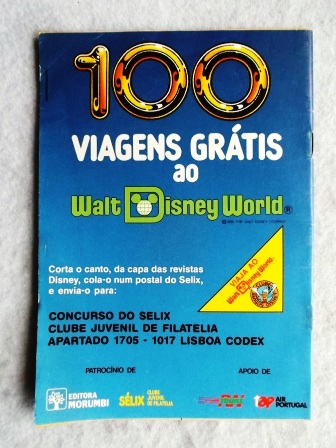 100
VIAGENS GRÁTIS
ao
Walt Disney World®
Corta o canto, da capa das revistas
Disney, cola-o num postal do Selix,
e envia-o para:
VIAJA AO
Walt Disney World
CONCURSO DO SELIX
CLUBE JUVENIL DE FILATELIA
APARTADO 1705 - 1017 LISBOA CODEX
PATROCÍNIO DE
APOIO DE
EDITORA
MORUMBI
SÉLIX
CLUBE
JUVENIL
DE FILATELIA
tap
AIR
PORTUGAL